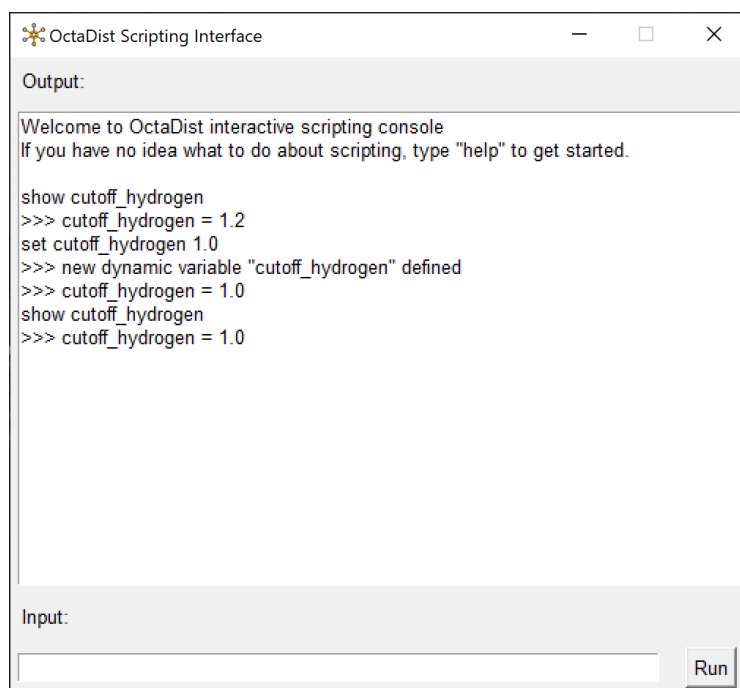 OctaDist Scripting Interface
Output:
Welcome to OctaDist interactive scripting console
If you have no idea what to do about scripting, type "help" to get started.
show cutoff_hydrogen
>>> cutoff_hydrogen = 1.2
set cutoff_hydrogen 1.0
>>> new dynamic variable "cutoff_hydrogen" defined
>>> cutoff_hydrogen = 1.0
show cutoff_hydrogen
>>> cutoff_hydrogen = 1.0
Input:
Run